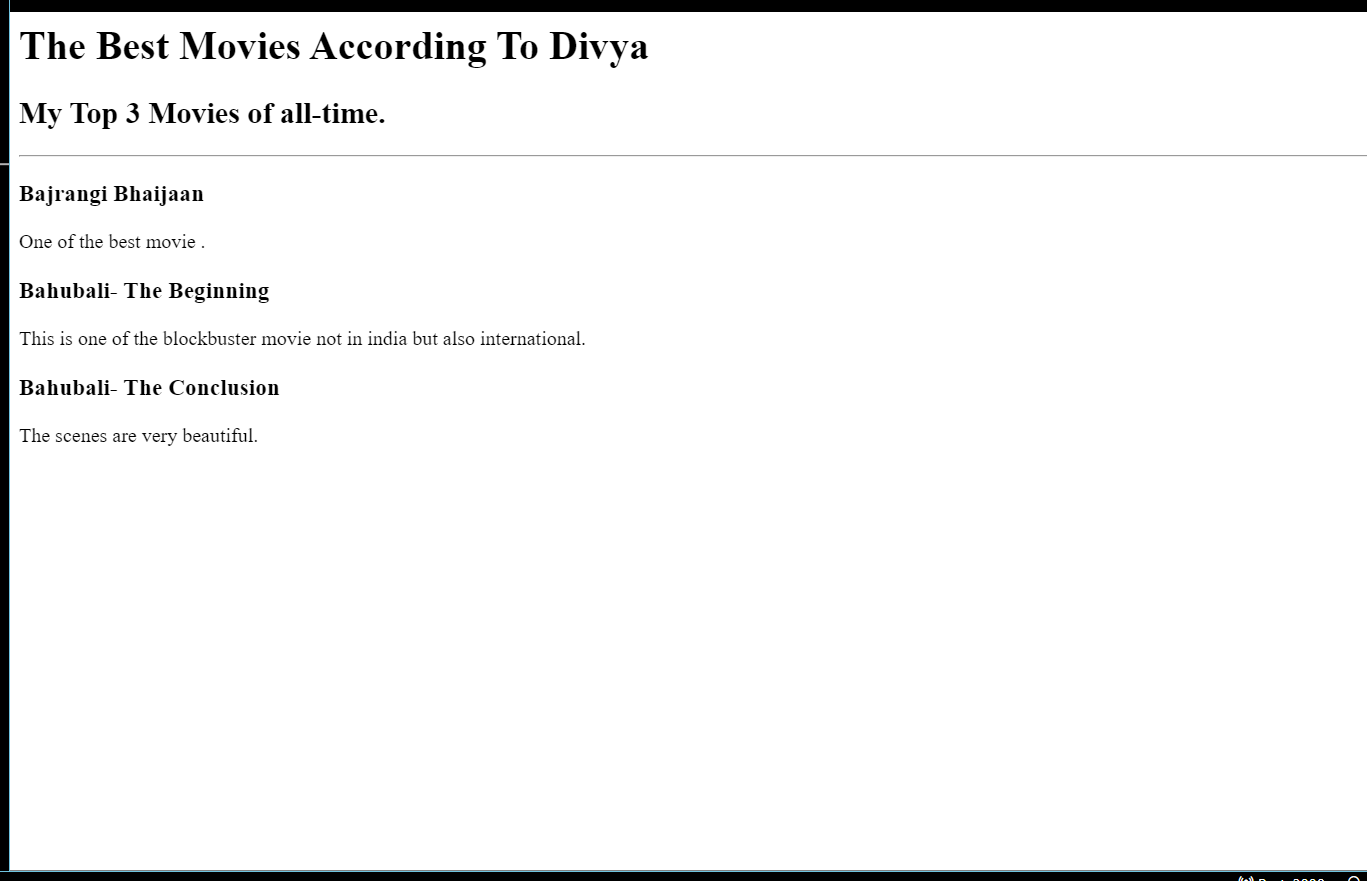 The Best Movies According To Divya
My Top 3 Movies of all-time.
Bajrangi Bhaijaan
One of the best movie .
Bahubali- The Beginning
This is one of the blockbuster movie not in india but also international.
Bahubali- The Conclusion
The scenes are very beautiful.